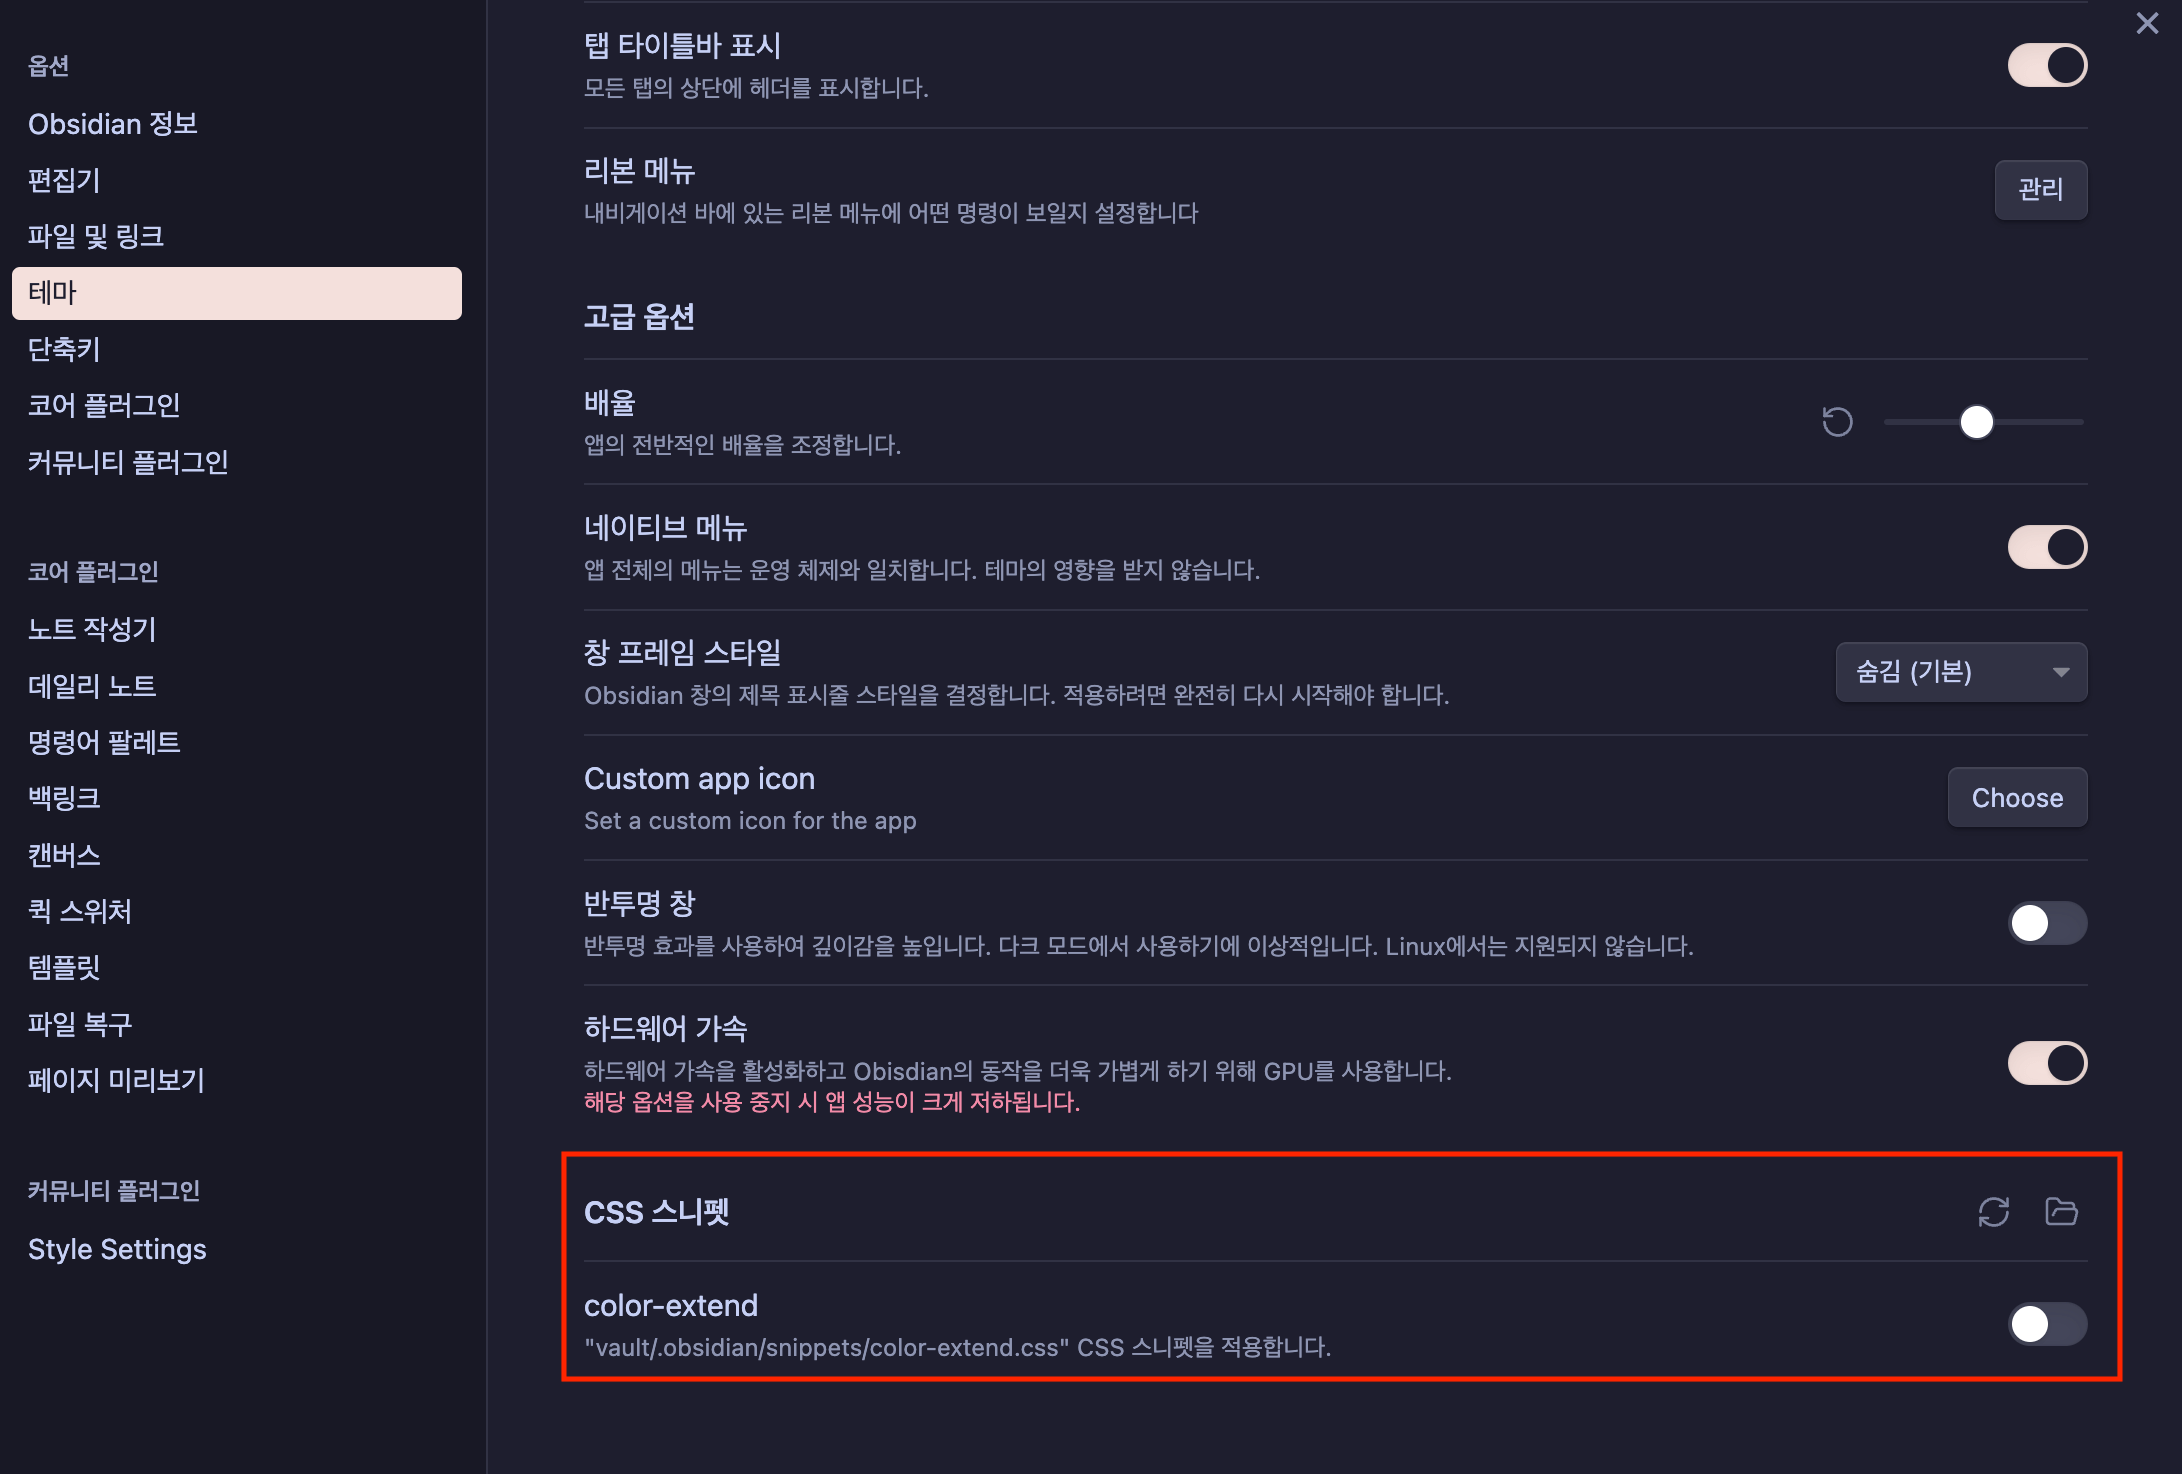 옵션
Obsidian 정보
편집기
파일 및 링크
테마
단축키
코어 플러그인
커뮤니티 플러그인
코어 플러그인
노트 작성기
데일리 노트
명령어 팔레트
백링크
캔버스
퀵 스위처
템플릿
파일 복구
페이지 미리보기
커뮤니티 플러그인
Style Settings
탭 타이틀바 표시
모든 탭의 상단에 헤더를 표시합니다.
리본 메뉴
내비게이션 바에 있는 리본 메뉴에 어떤 명령이 보일지 설정합니다
관리
고급 옵션
배율
앱의 전반적인 배율을 조정합니다.
네이티브 메뉴
앱 전체의 메뉴는 운영 체제와 일치합니다. 테마의 영향을 받지 않습니다.
창 프레임 스타일
Obsidian 창의 제목 표시줄 스타일을 결정합니다. 적용하려면 완전히 다시 시작해야 합니다.
숨김 (기본)
Custom app icon
Set a custom icon for the app
Choose
반투명 창
반투명 효과를 사용하여 깊이감을 높입니다. 다크 모드에서 사용하기에 이상적입니다. Linux에서는 지원되지 않습니다.
하드웨어 가속
하드웨어 가속을 활성화하고 Obisdian의 동작을 더욱 가볍게 하기 위해 GPU를 사용합니다.
해당 옵션을 사용 중지 시 앱 성능이 크게 저하됩니다.
CSS 스니펫
color-extend
"vault/.obsidian/snippets/color-extend.css" CSS 스니펫을 적용합니다.